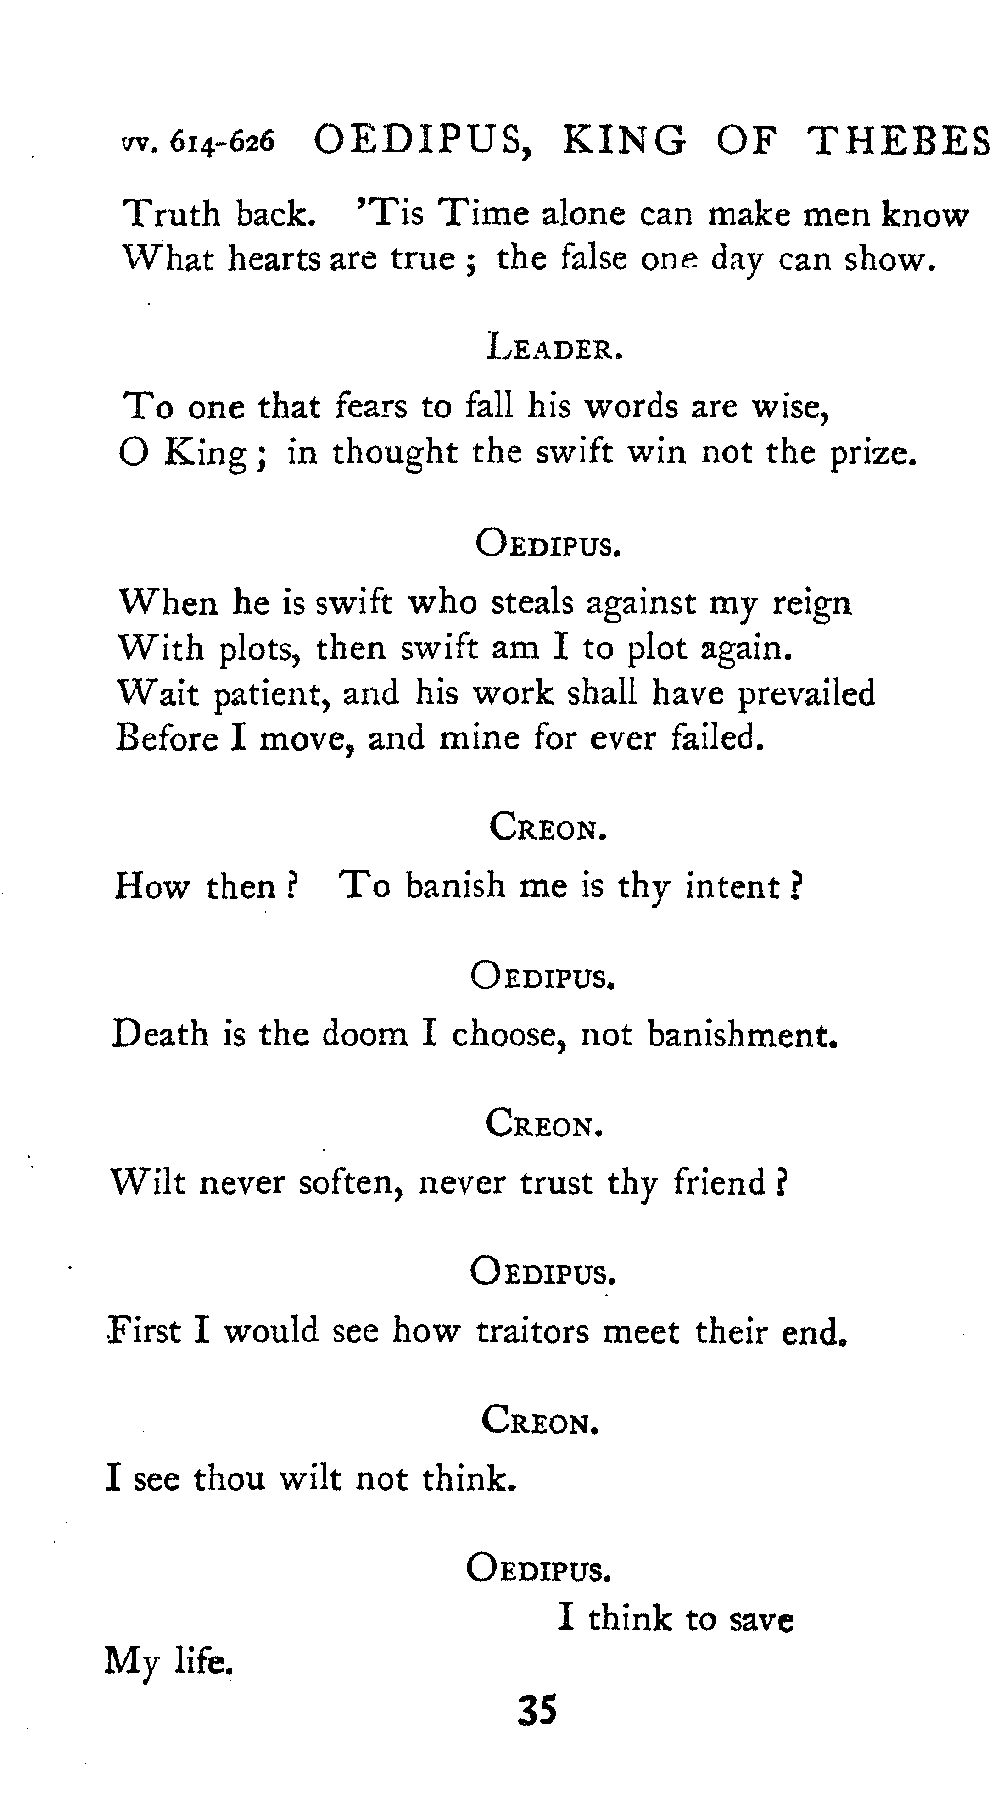 vv. 614-626 OEDIPUS, KING OF THEBES
Truth back. 'Tis Time alone can make men know
What hearts are true ; the false one day can show.
LEADER.
To one that fears to fall his words are wise,
O King ; in thought the swift win not the prize.
OEDIPUS.
When he is swift who steals against my reign
With plots, then swift am I to plot again.
Wait patient, and his work shall have prevailed
Before I move, and mine for ever failed.
CREON.
How then ? To banish me is thy intent ?
OEDIPUS.
Death is the doom I choose, not banishment.
CREON.
Wilt never soften, never trust thy friend ?
OEDIPUS.
First I would see how traitors meet their end.
CREON.
I see thou wilt not think.
OEDIPUS.
I think to save
My life.
35